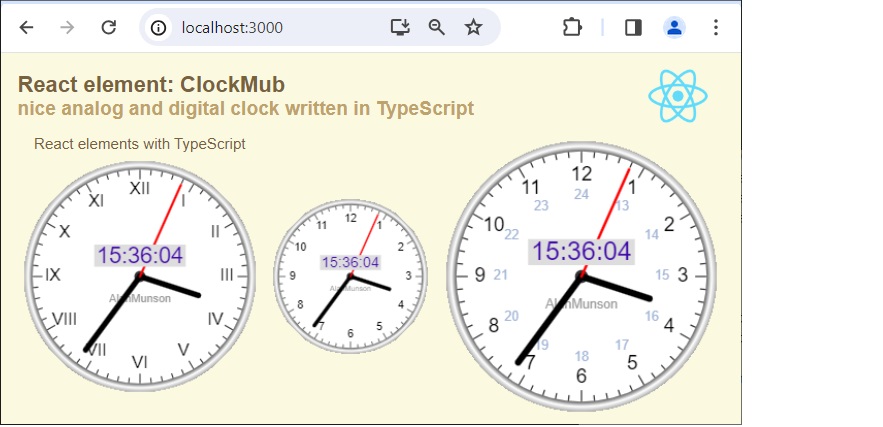 localhost:3000
React element: ClockMub
nice analog and digital clock written in TypeScript
React elements with TypeScript
XII
I
II
III
IV
V
VI
VII
VIII
IX
X
XI
15:36:04
12
1
2
3
4
5
6
7
8
9
10
11
15:36:04
AlanMunson
12
1
2
3
4
5
6
7
8
9
10
11
24
13
14
15
16
17
18
19
20
21
22
23
15:36:04